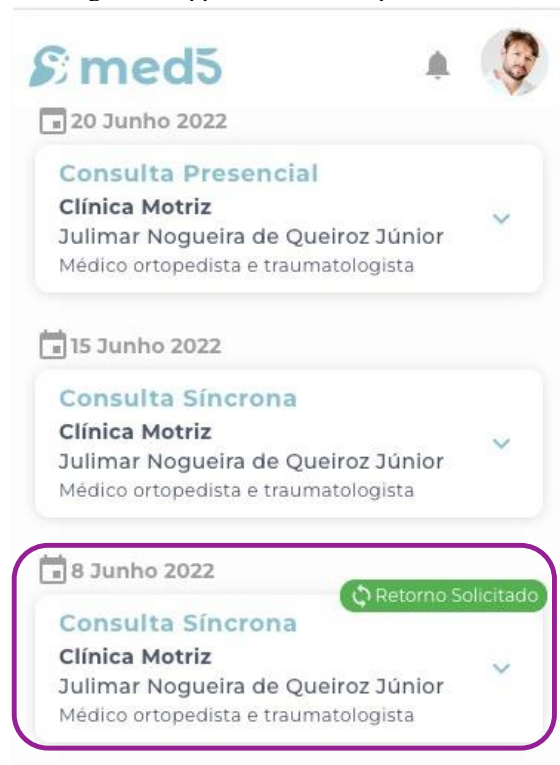 med5
20 Junho 2022
Consulta Presencial
Clínica Motriz
Julimar Nogueira de Queiroz Júnior
Médico ortopedista e traumatologista
15 Junho 2022
Consulta Síncrona
Clínica Motriz
Julimar Nogueira de Queiroz Júnior
Médico ortopedista e traumatologista
8 Junho 2022
Retorno Solicitado
Consulta Síncrona
Clínica Motriz
Julimar Nogueira de Queiroz Júnior
Médico ortopedista e traumatologista